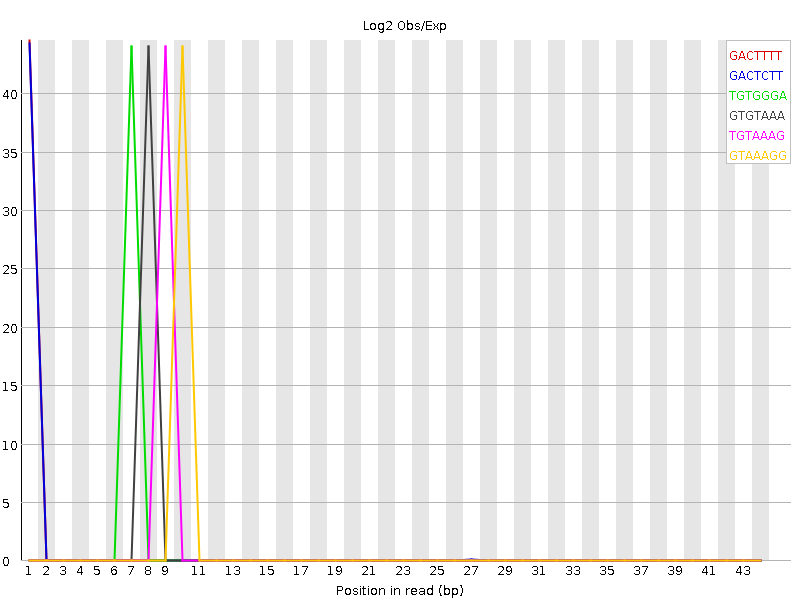 Log2 Obs/Exp
GACTTTT
GACTCTT
TGTGGGA
GTGTAAA
TGTAAAG
GTAAAGG
40
35
30
25
20
15
10
5
0
1 2 3 4 5 6 7 8 9 11 13 15 17 19 21 23 25 27 29 31 33 35 37 39 41 43
Position in read (bp)